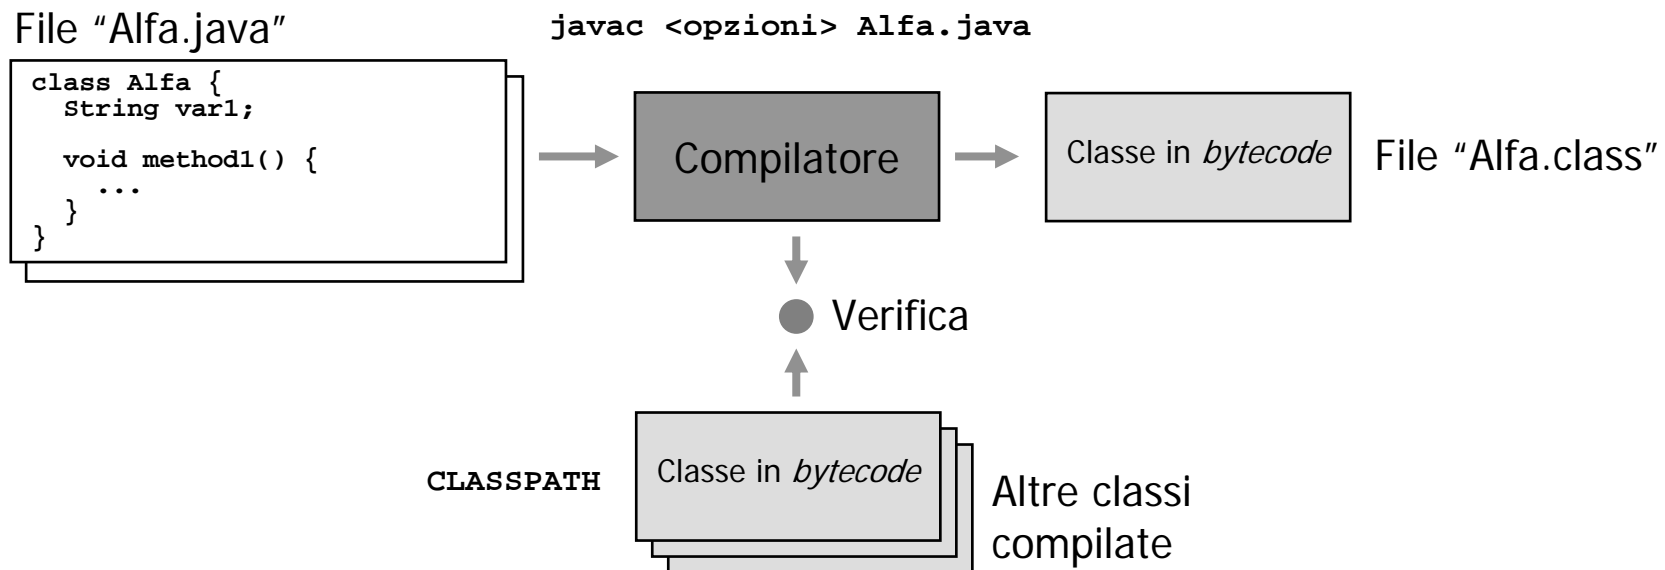 File “Alfa.java”
javac <opzioni> Alfa.java
class Alfa {
String var1;
void method1() {
...
}
}
Compilatore
Classe in bytecode
File “Alfa.class”
Verifica
CLASSPATH
Classe in bytecode
Altre classi
compilate